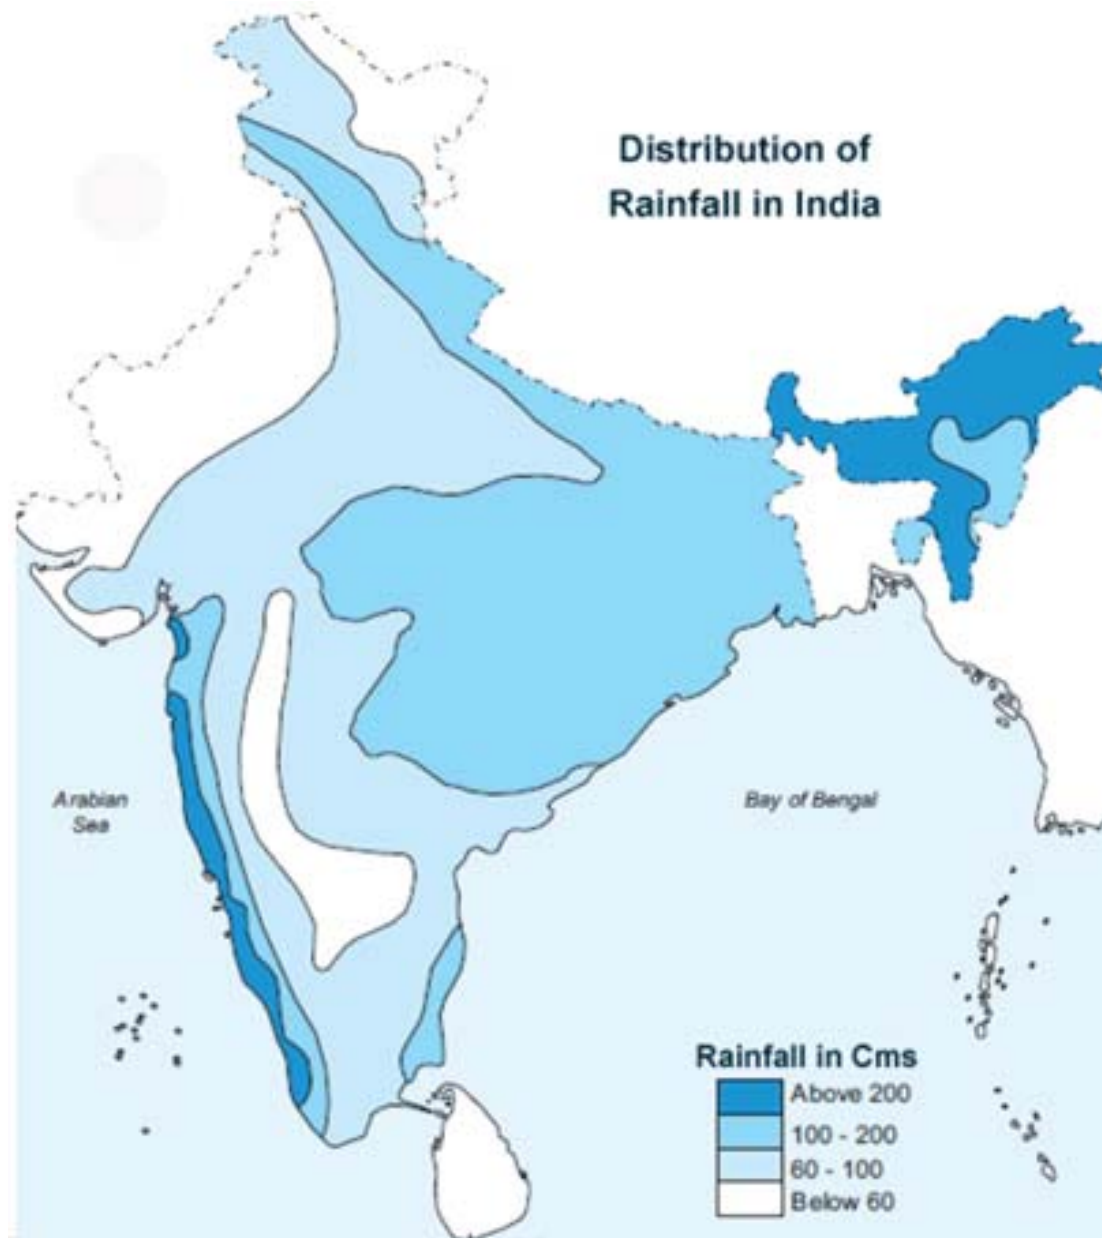 Distribution of
Rainfall in India
Arabian
Sea
Bay of Bengal
Rainfall in Cms
Above 200
100 - 200
60 - 100
Below 60